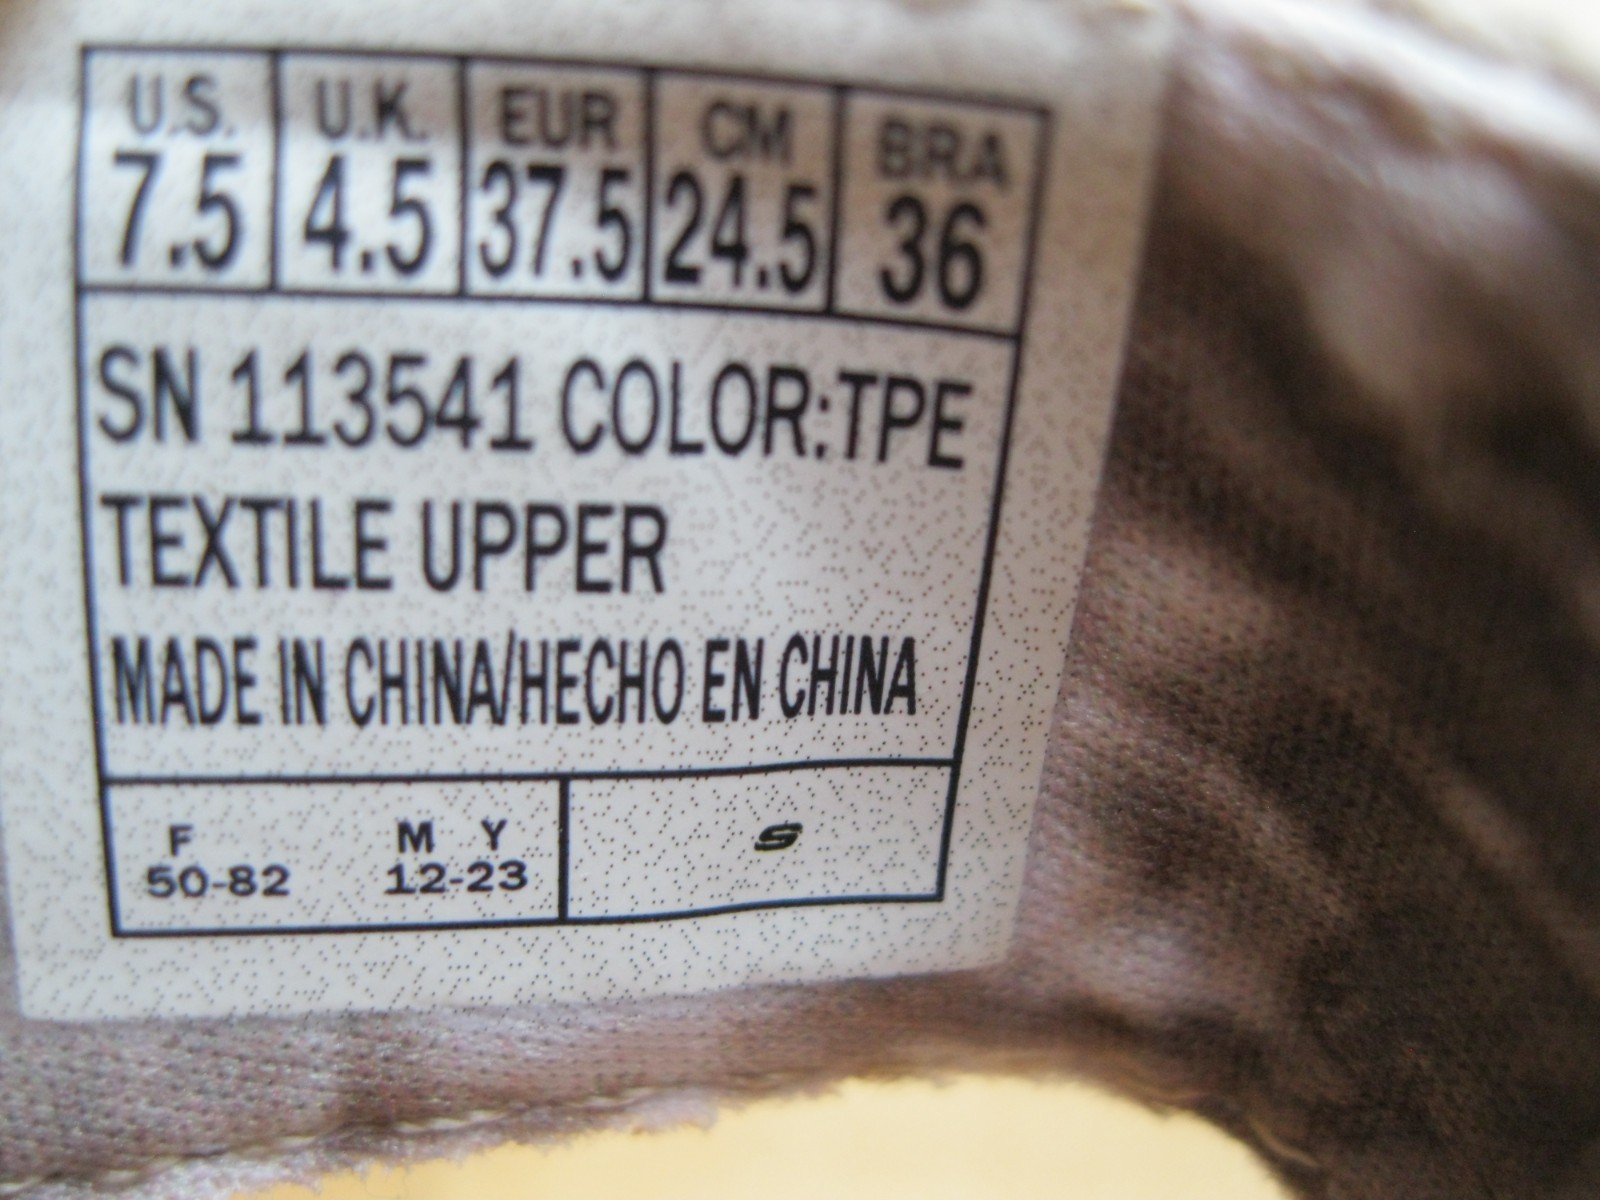 U.S. U.K. EUR CM BRA
7.5 4.5 37.5 24.5 36
SN 113541 COLOR:TPE
TEXTILE UPPER
MADE IN CHINA/HECHO EN CHINA
F M Y S
50-82 12-23